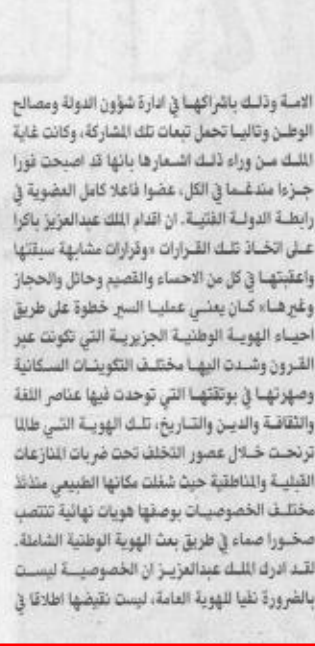 الامة وذلك باشراكها في ادارة شؤون الدولة ومصالح
الوطن وتاليا تحمل تبعات تلك المشاركة، وكانت غاية
الملك من وراء ذلك اشعارها بانها قد اصبحت فورا
جزءا مندغما في الكل، عضوا فاعلا كامل العضوية في
رابطة الدولة الفتية. ان اقدام الملك عبدالعزيز باكرا
على اتخاذ تلك القرارات «وقرارات مشابهة سبقتها
واعقبتها في كل من الاحساء والقصيم وحائل والحجاز
وغيرها» كان يعني عمليا السير خطوة على طريق
احياء الهوية الوطنية الجزيرية التي تكونت عبر
القرون وشدت اليها مختلف التكوينات السكانية
وصهرتها في بوتقتها التي توحدت فيها عناصر اللغة
والثقافة والدين والتاريخ، تلك الهوية التي طالما
ترنحت خلال عصور التخلف تحت ضربات المنازعات
القبلية والمناطقية حيث شغلت مكانها الطبيعي منذئذ
مختلف الخصوصيات بوصفها هويات نهائية تنتصب
صخورا صماء في طريق بعث الهوية الوطنية الشاملة.
لقد ادرك الملك عبدالعزيز ان الخصوصية ليست
بالضرورة نفيا للهوية العامة، ليست نقيضها اطلاقا في